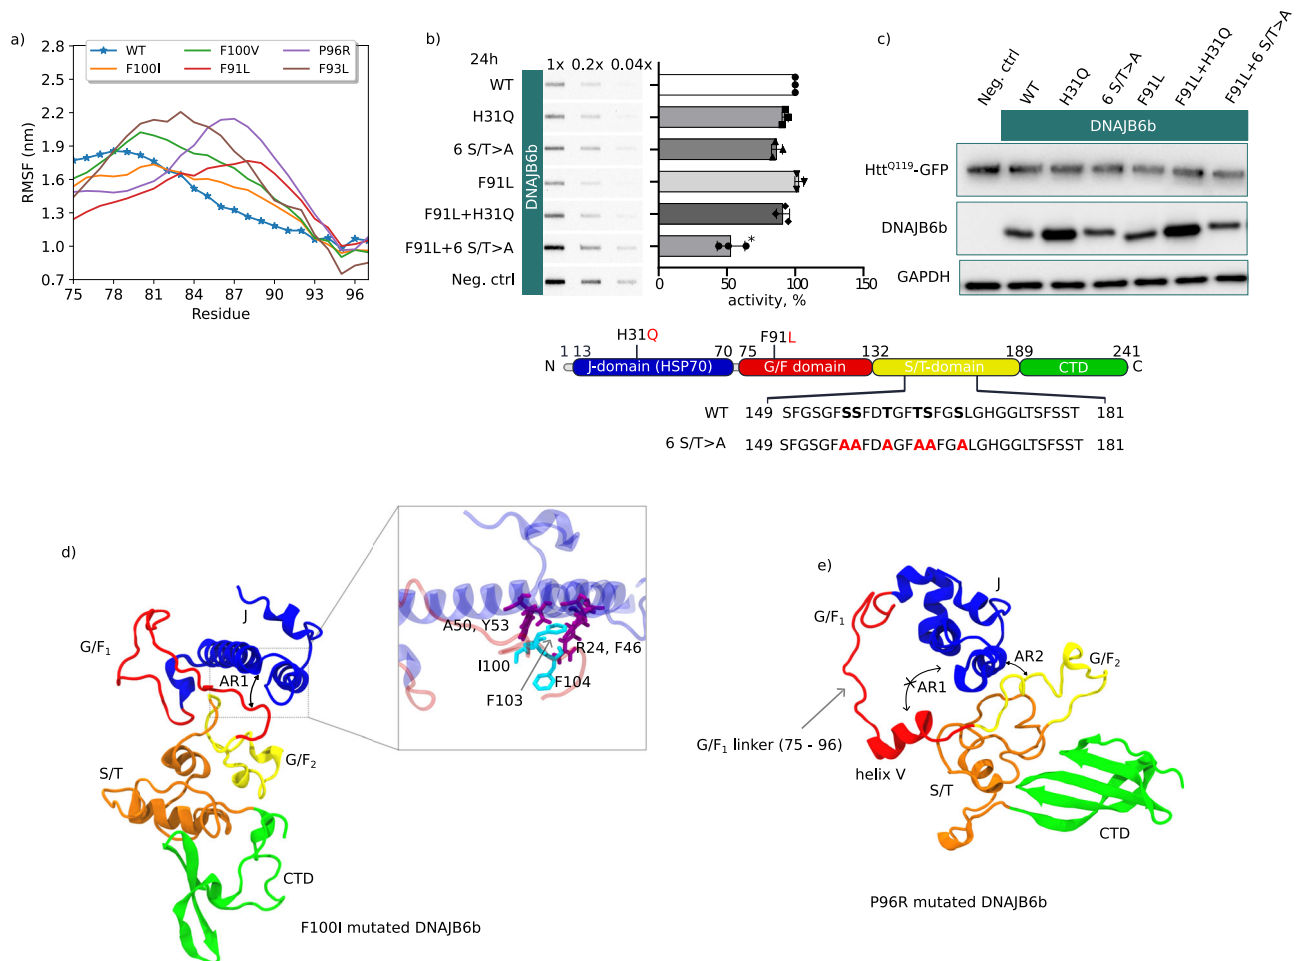 a)
2.8
2.5
2.2
1.9
1.6
1.3
1.0
0.7
RMSF (nm)
WT
F100I
F100V
F91L
P96R
F93L
75 78 81 84 87 90 93 96
Residue
b)
24h
1x 0.2x 0.04x
DNAJB6b
WT
H31Q
6 S/T>A
F91L
F91L+H31Q
F91L+6 S/T>A
Neg. ctrl
*
0 50 100 150
activity, %
c)
Neg. ctrl
WT
H31Q
6 S/T>A
F91L
F91L+H31Q
F91L+6 S/T>A
DNAJB6b
HttQ119-GFP
DNAJB6b
GAPDH
H31Q F91L
1 13 70 75 132 189 241
N J-domain (HSP70) G/F domain S/T-domain CTD C
WT 149 SFGSGFSSFDTGFTSFGSLGHGGLTSFSST 181
6 S/T>A 149 SFGSGFAAFDAGFAAFGALGHGGLTSFSST 181
d)
J
G/F1
AR1
G/F2
S/T
CTD
A50, Y53
R24, F46
I100
F104
F103
F100I mutated DNAJB6b
e)
J
G/F1
AR2
G/F2
AR1
G/F1 linker (75 - 96)
helix V
S/T
CTD
P96R mutated DNAJB6b